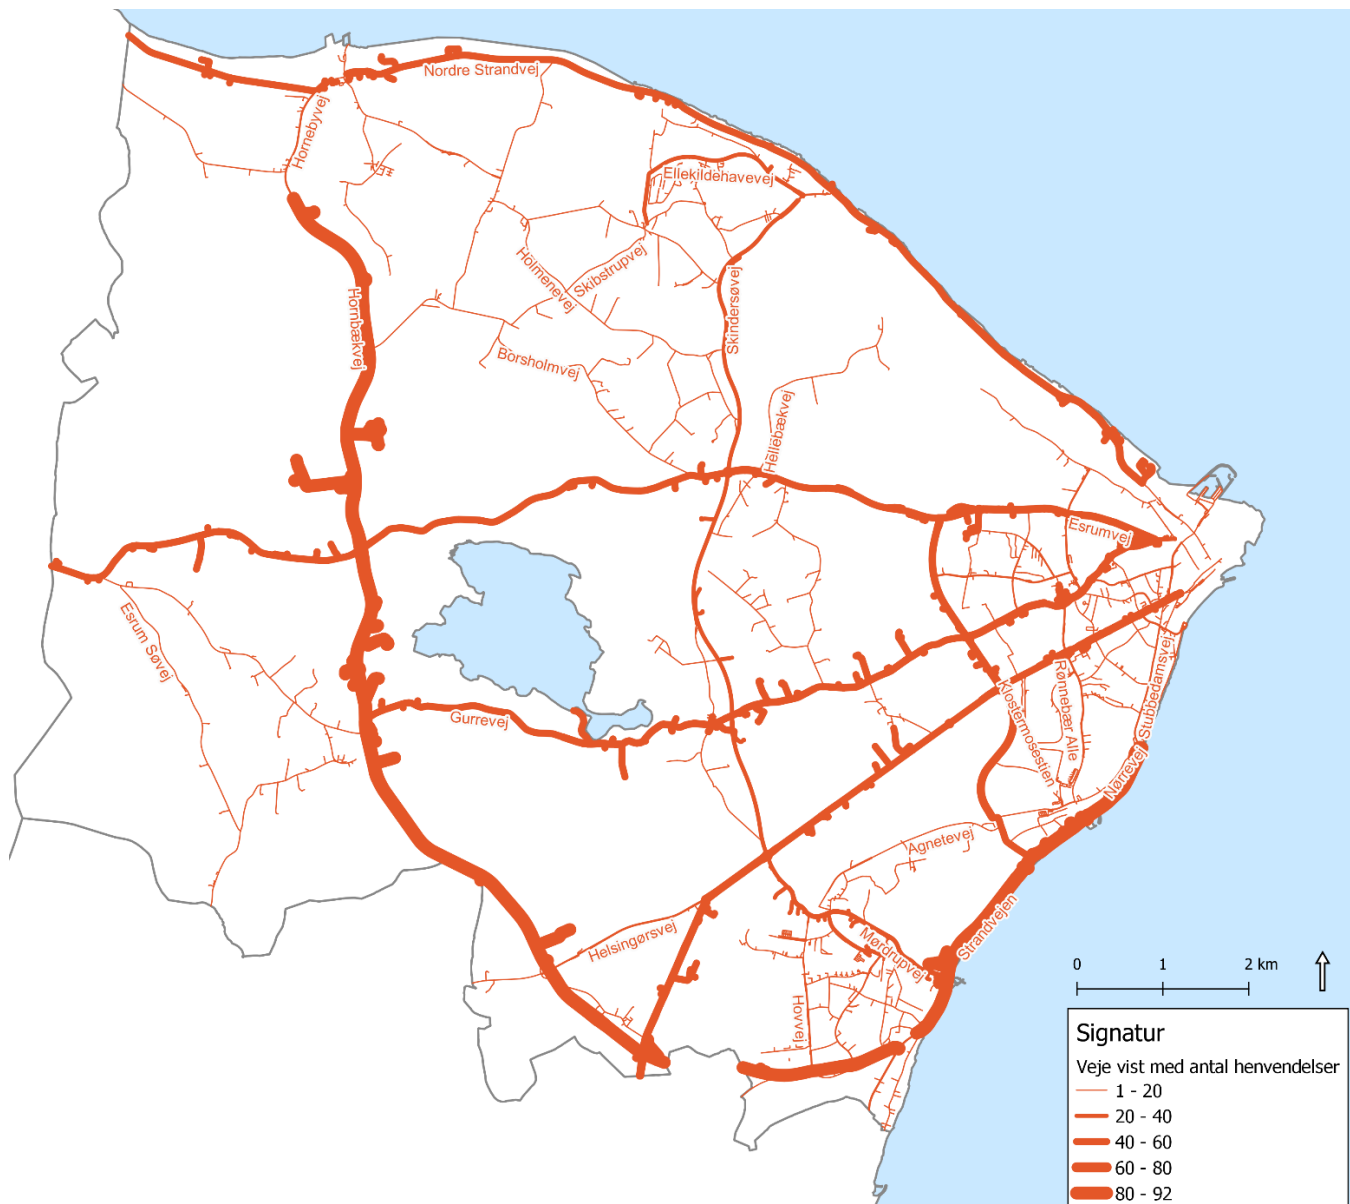 Nordre Strandvej
Hornebyvej
Ellekildehavevej
Skibstrupvej
Holmenevej
Skindersøvej
Hornbækvej
Borsholmvej
Hellebækvej
Esrumvej
Esrum Søvej
Gurrevej
Klostermosestien
Rønnebær Alle
Stubbedamsvej
Nørrevej
Agnetevej
Strandvejen
Helsingørsvej
Mørdrupvej
Hovvej
0 1 2 km
Signatur
Veje vist med antal henvendelser
1 - 20
20 - 40
40 - 60
60 - 80
80 - 92